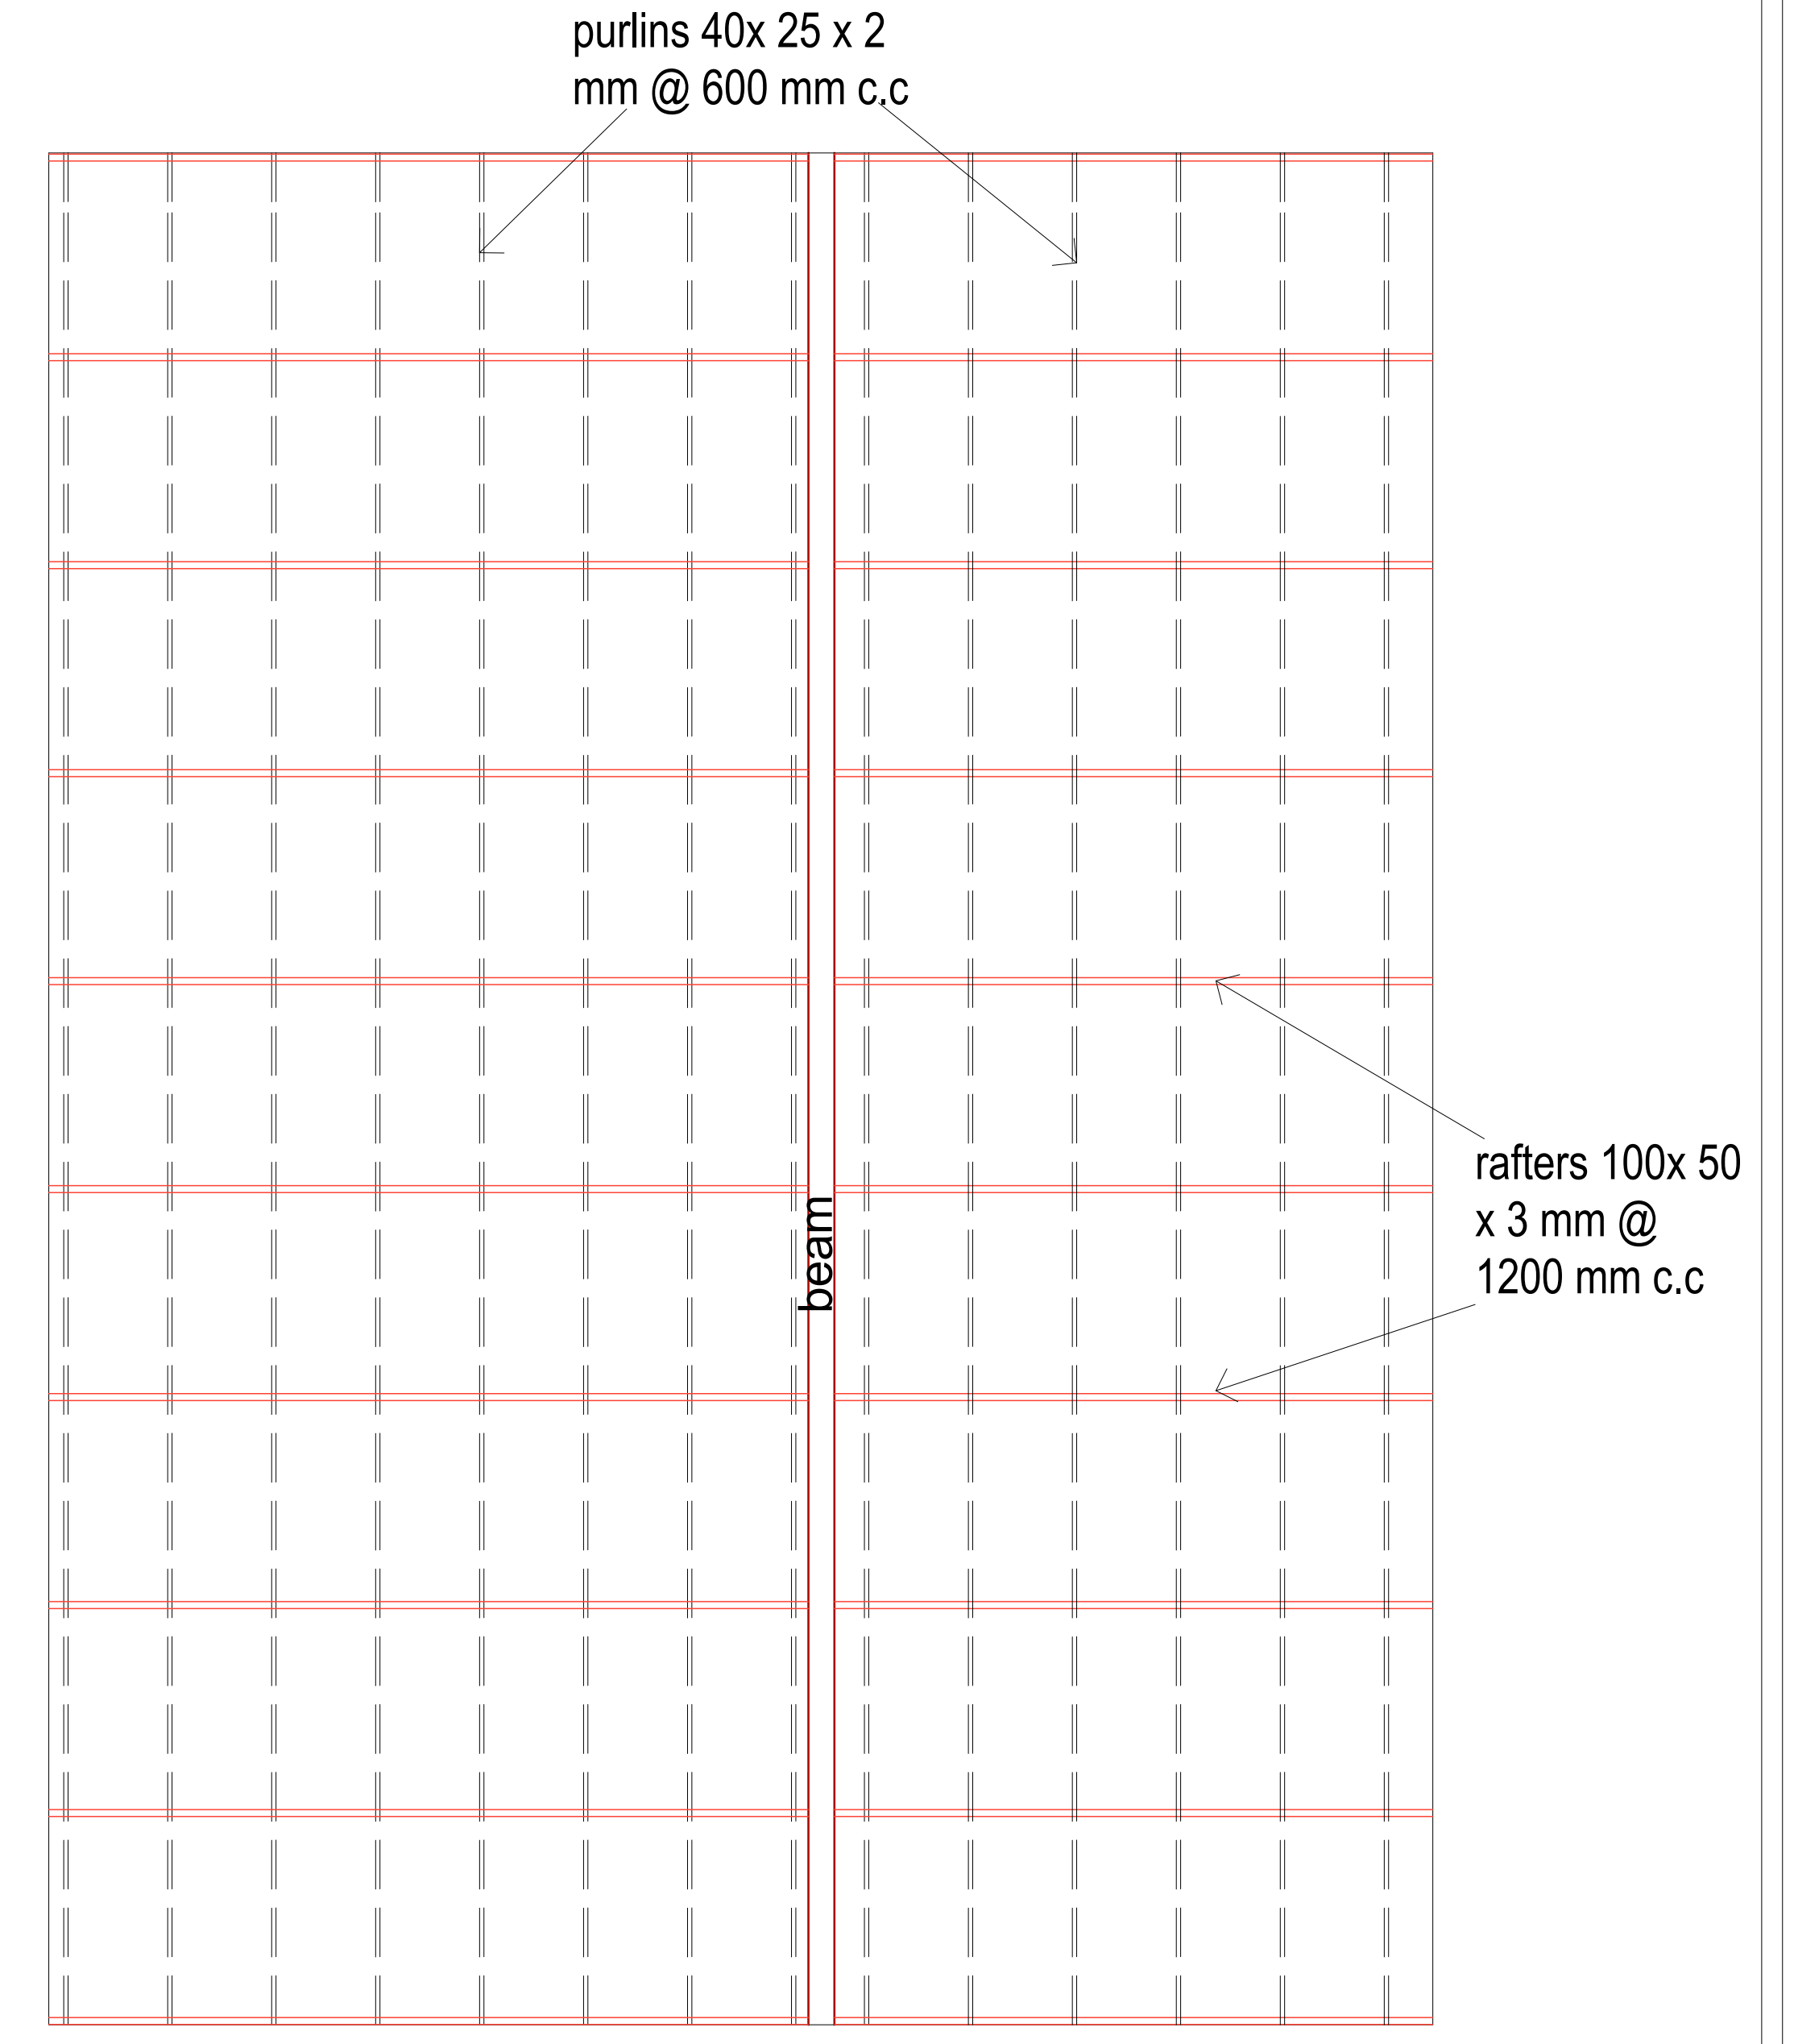 purlins 40x 25 x 2
mm @ 600 mm c.c
rafters 100x 50
x 3 mm @
1200 mm c.c
beam